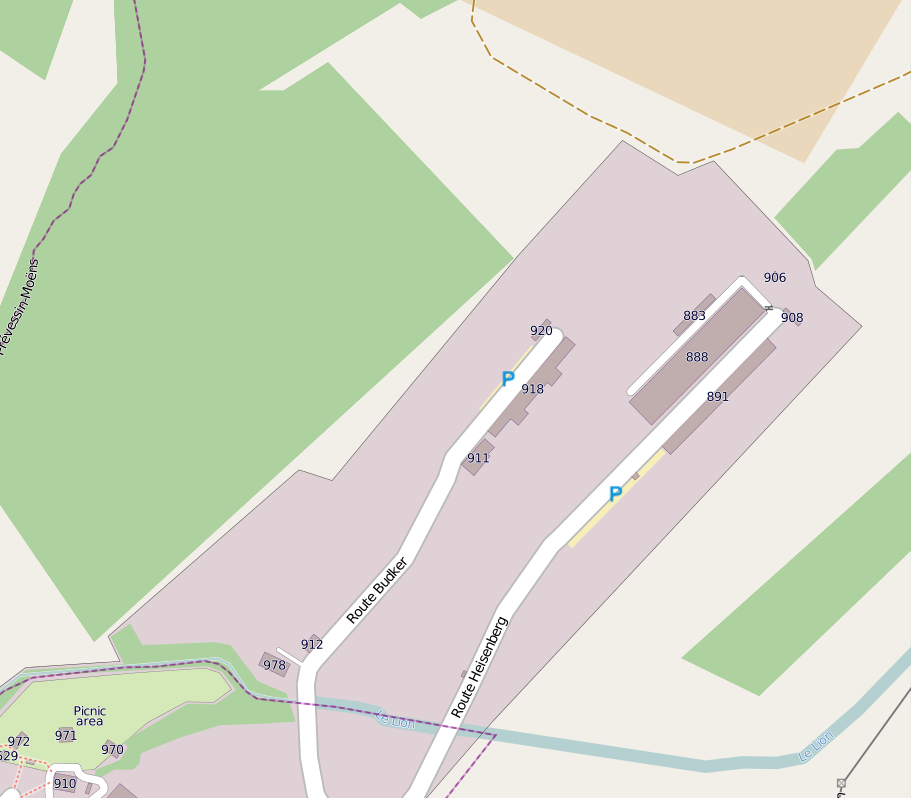 Prévessin-Moëns
906
883
908
920
888
P
918
891
911
P
Route Budker
912
978
Route Heisenberg
Picnic
area
Le Lion
972
971
970
Le Lion
910